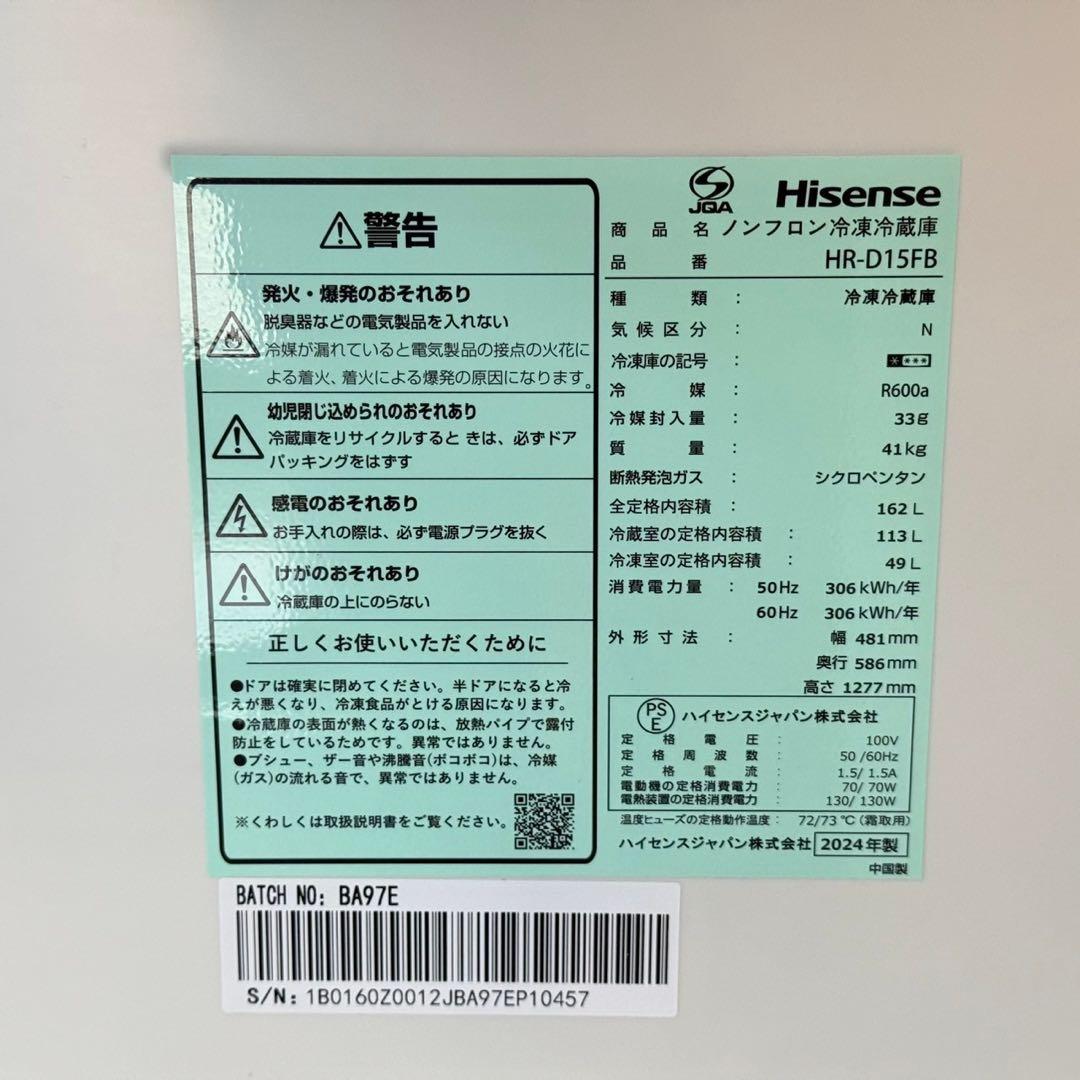 警告
発火・爆発のおそれあり
脱臭器などの電気製品を入れない
冷媒が漏れていると電気製品の接点の火花に
よる着火、着火による爆発の原因になります。
幼児閉じ込められのおそれあり
冷蔵庫をリサイクルすると きは、必ずドア
パッキングをはずす
感電のおそれあり
お手入れの際は、必ず電源プラグを抜く
けがのおそれあり
冷蔵庫の上にのらない
正しくお使いいただくために
●ドアは確実に閉めてください。半ドアになると冷
えが悪くなり、冷凍食品がとける原因になります。
●冷蔵庫の表面が熱くなるのは、放熱パイプで露付
防止をしているためです。異常ではありません。
●ブシュー、ザー音や沸騰音(ボコボコ)は、冷媒
(ガス)の流れる音で、異常ではありません。
※くわしくは取扱説明書をご覧ください。
JQA Hisense
商品名 ノンフロン冷凍冷蔵庫
品番 HR-D15FB
種類 : 冷凍冷蔵庫
気候区分 : N
冷凍庫の記号 : ****
冷媒 : R600a
冷媒封入量 : 33g
質量 : 41kg
断熱発泡ガス : シクロペンタン
全定格内容積 : 162 L
冷蔵室の定格内容積 : 113 L
冷凍室の定格内容積 : 49 L
消費電力量 : 50Hz 306 kWh/年
60Hz 306 kWh/年
外形寸法 : 幅 481mm
奥行 586mm
高さ 1277mm
PSE ハイセンスジャパン株式会社
定格電圧 : 100V
定格周波数 : 50 /60Hz
定格電流 : 1.5/ 1.5A
電動機の定格消費電力 : 70/ 70W
電熱装置の定格消費電力 : 130/ 130W
温度ヒューズの定格動作温度 : 72/73 ℃(霜取用)
ハイセンスジャパン株式会社 2024年製
中国製
BATCH NO: BA97E
S/N: 1B0160Z0012JBA97EP10457